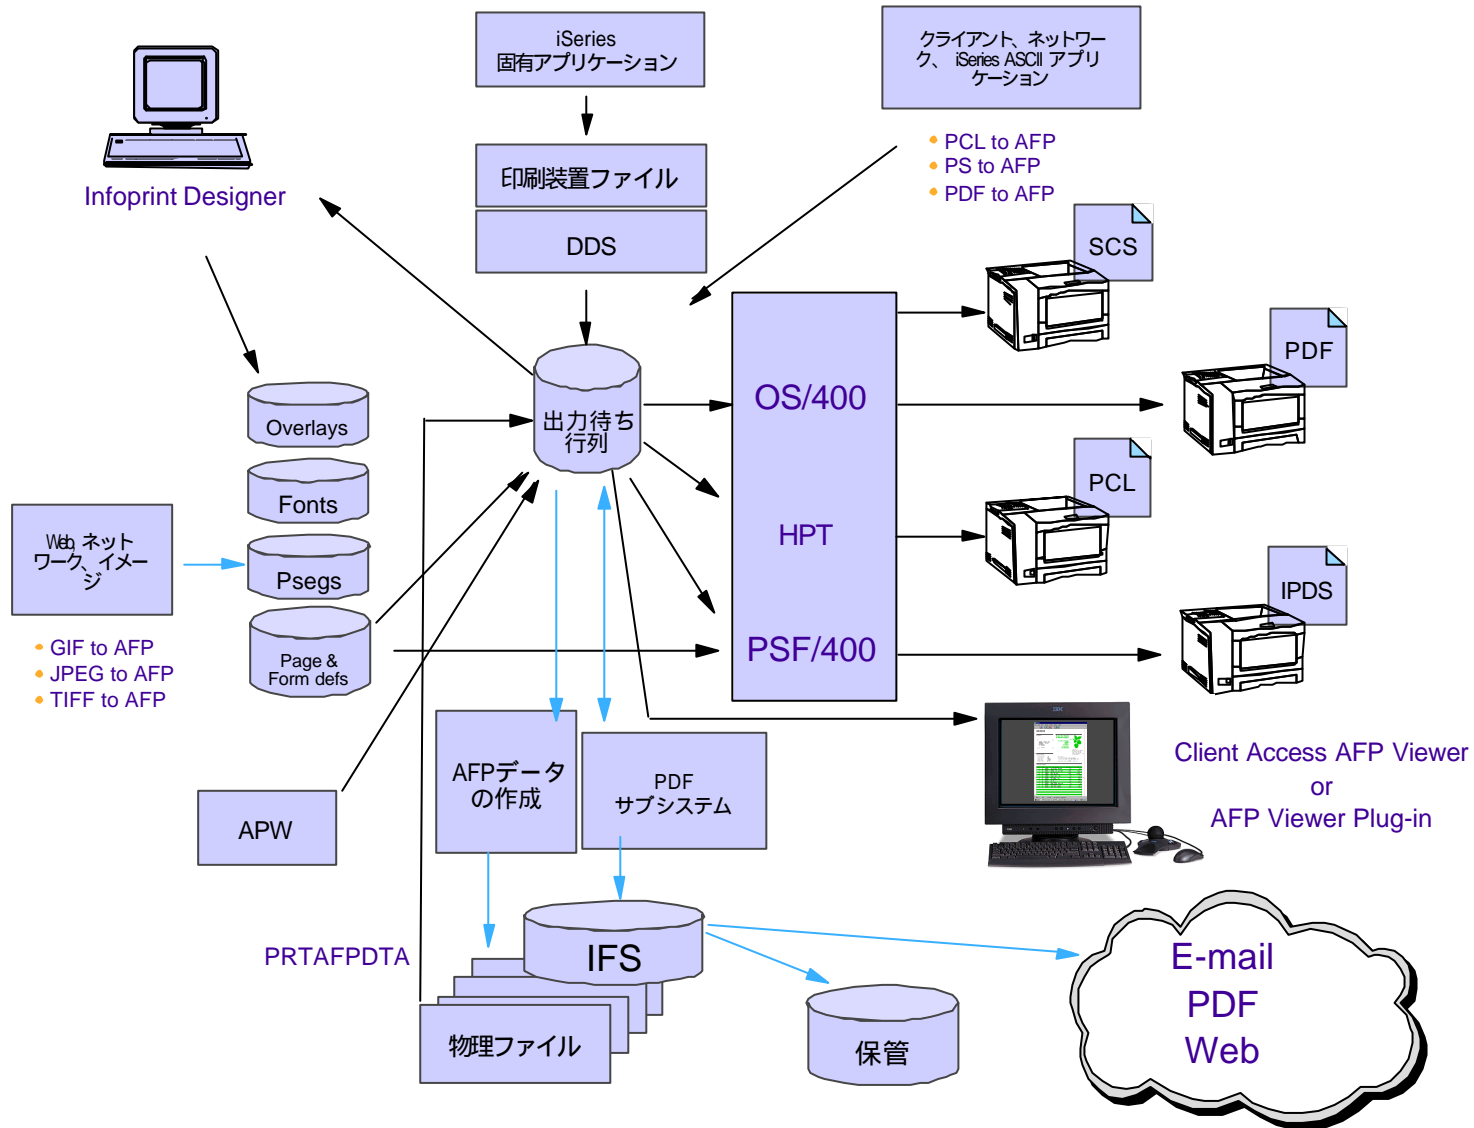 iSeries
固有アプリケーション
クライアント、ネットワー
ク、 iSeries ASCII アプリ
ケーション
• PCL to AFP
• PS to AFP
• PDF to AFP
Infoprint Designer
印刷装置ファイル
DDS
SCS
PDF
OS/400
出力待ち
行列
Overlays
Fonts
Psegs
Page &
Form defs
Web, ネット
ワーク、イメー
ジ
• GIF to AFP
• JPEG to AFP
• TIFF to AFP
HPT
PCL
IPDS
PSF/400
AFPデータ
の作成
PDF
サブシステム
APW
IBM
Client Access AFP Viewer
or
AFP Viewer Plug-in
PRTAFPDTA
IFS
物理ファイル
保管
E-mail
PDF
Web